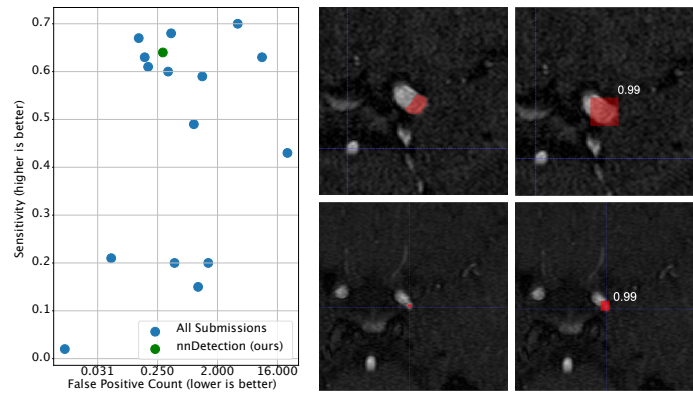 0.7
0.6
0.5
0.4
0.3
0.2
0.1
0.0
Sensitivity (higher is better)
All Submissions
nnDetection (ours)
0.031 0.250 2.000 16.000
False Positive Count (lower is better)
0.99
0.99